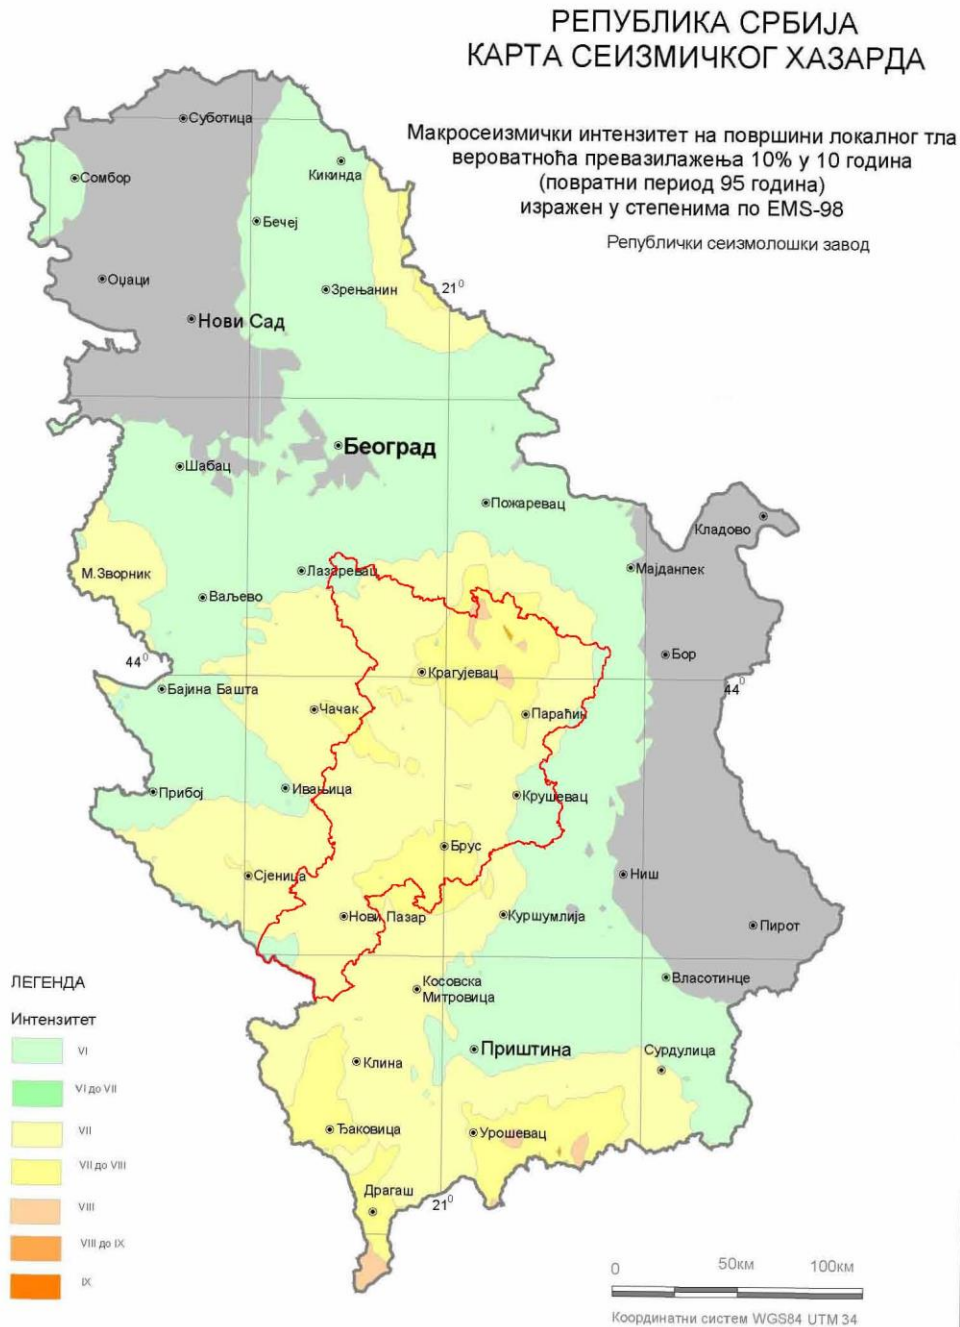 РЕПУБЛИКА СРБИЈА
КАРТА СЕИЗМИЧКОГ ХАЗАРДА
Макросеизмички интензитет на површини локалног тла
вероватноћа превазилажења 10% у 10 година
(повратни период 95 година)
изражен у степенима по EMS-98
Републички сеизмолошки завод
Суботица
Кикинда
Сомбор
Бечеј
Оџаци
Зрењанин
21⁰
Нови Сад
Београд
Шабац
Пожаревац
Кладово
М.Зворник
Лазаревац
Мајданпек
Ваљево
44⁰
Бор
Крагујевац
44⁰
Бајина Башта
Чачак
Параћин
Прибој
Ивањица
Крушевац
Брус
Сјеница
Ниш
Нови Пазар
Куршумлија
Пирот
Косовска
Митровица
Власотинце
Приштина
Сурдулица
Клина
Ђаковица
Урошевац
Драгаш
21⁰
ЛЕГЕНДА
Интензитет
VI
VI до VII
VII
VII до VIII
VIII
VIII до IX
IX
0 50км 100км
Координатни систем WGS84 UTM 34